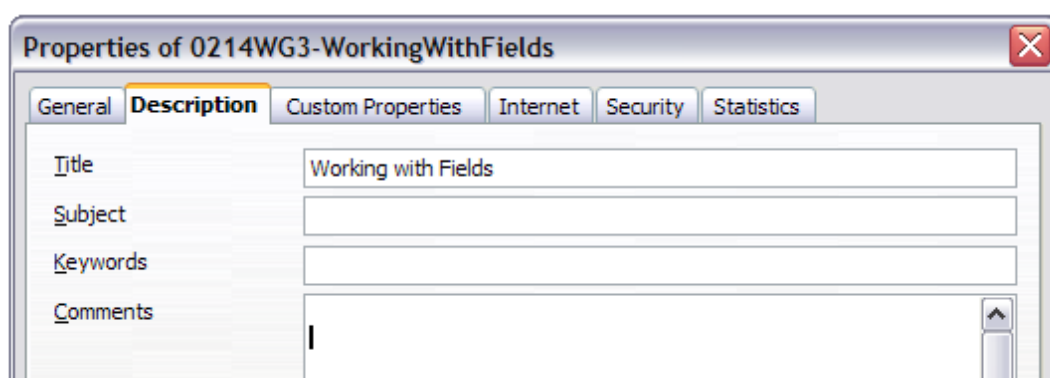 Properties of 0214WG3-WorkingWithFields
General Description Custom Properties Internet Security Statistics
Title Working with Fields
Subject
Keywords
Comments